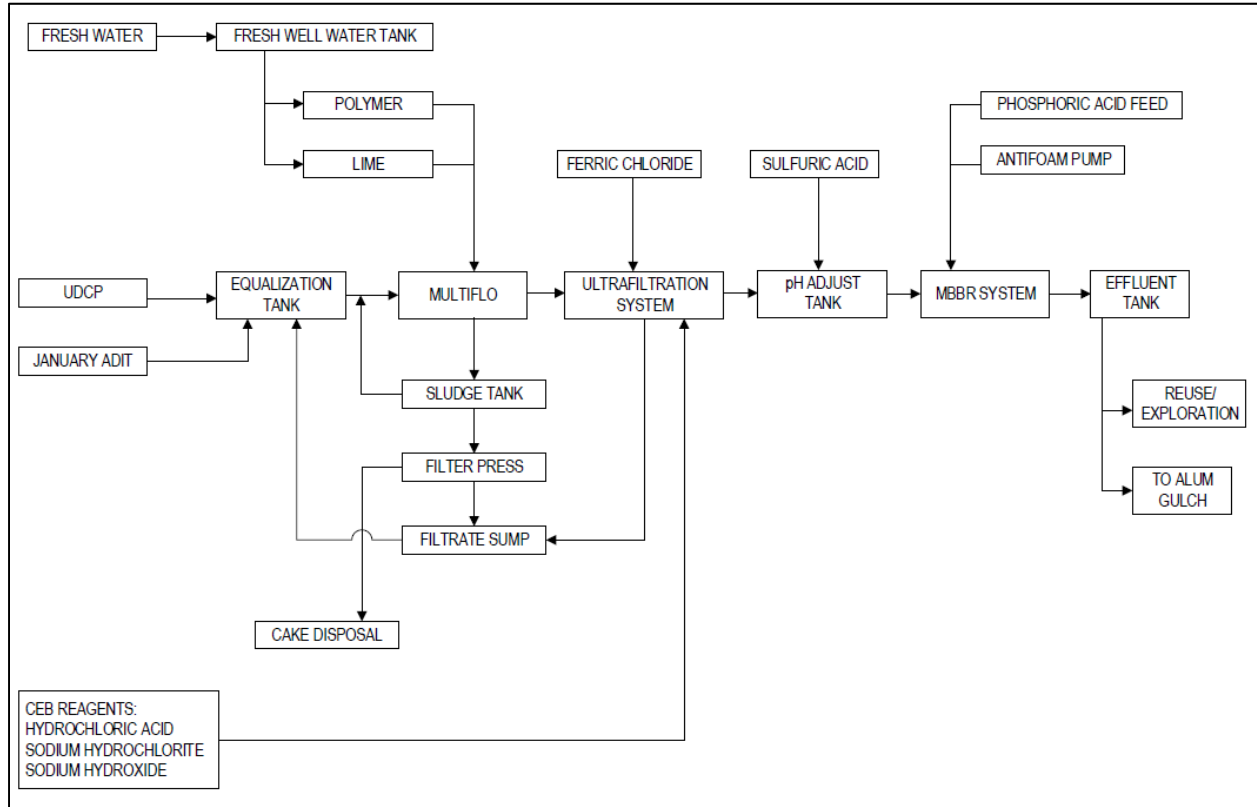 FRESH WATER
FRESH WELL WATER TANK
POLYMER
PHOSPHORIC ACID FEED
LIME
FERRIC CHLORIDE
SULFURIC ACID
ANTIFOAM PUMP
UDCP
EQUALIZATION
TANK
MULTIFLO
ULTRAFILTRATION
SYSTEM
pH ADJUST
TANK
MBBR SYSTEM
EFFLUENT
TANK
JANUARY ADIT
SLUDGE TANK
REUSE/
EXPLORATION
FILTER PRESS
TO ALUM
GULCH
FILTRATE SUMP
CAKE DISPOSAL
CEB REAGENTS:
HYDROCHLORIC ACID
SODIUM HYDROCHLORITE
SODIUM HYDROXIDE